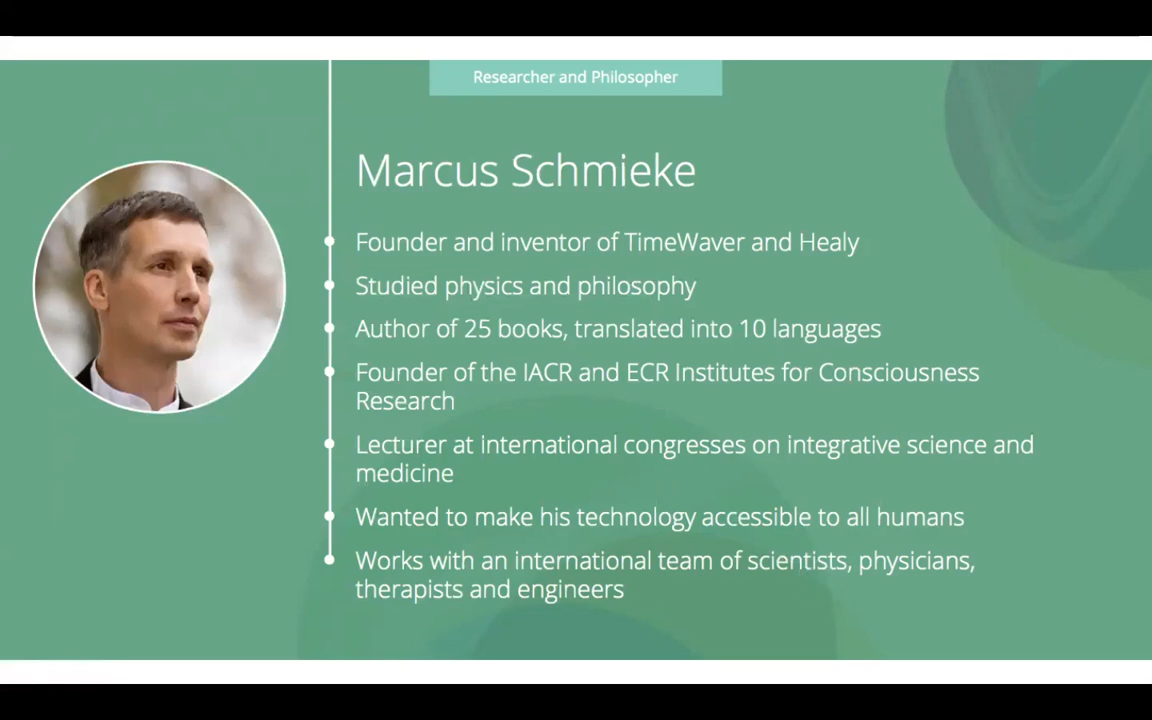 Researcher and Philosopher
Marcus Schmieke
Founder and inventor of TimeWaver and Healy
Studied physics and philosophy
Author of 25 books, translated into 10 languages
Founder of the IACR and ECR Institutes for Consciousness
Research
Lecturer at international congresses on integrative science and
medicine
Wanted to make his technology accessible to all humans
Works with an international team of scientists, physicians,
therapists and engineers